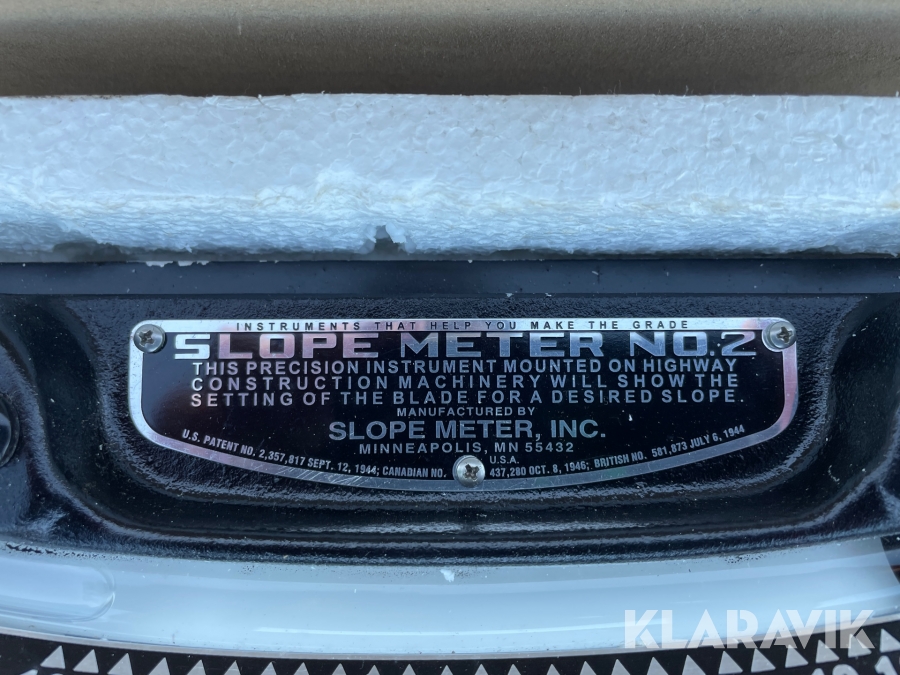 INSTRUMENTS THAT HELP YOU MAKE THE GRADE
SLOPE METER NO.2
THIS PRECISION INSTRUMENT MOUNTED ON HIGHWAY
CONSTRUCTION MACHINERY WILL SHOW THE
SETTING OF THE BLADE FOR A DESIRED SLOPE.
MANUFACTURED BY
SLOPE METER, INC.
MINNEAPOLIS, MN 55432
U.S.A.
U.S. PATENT NO. 2,357,817 SEPT. 12, 1944; CANADIAN NO. 437,280 OCT. 8, 1946; BRITISH NO. 581,873 JULY 6, 1944
KLARAVIK